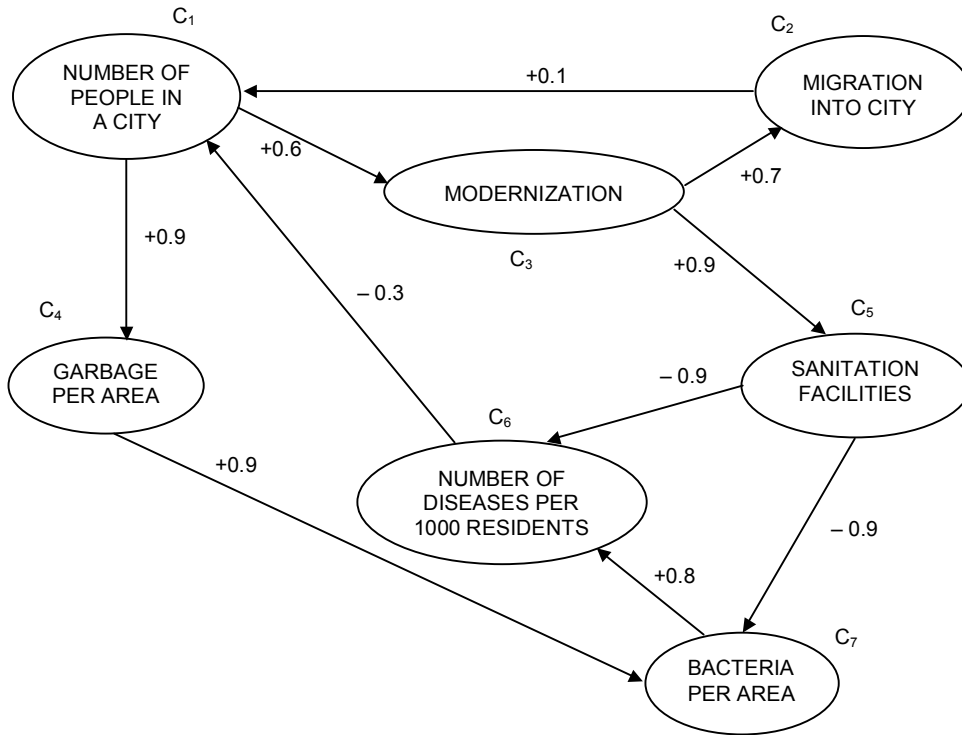 C1
C2
NUMBER OF
PEOPLE IN
A CITY
+0.1
MIGRATION
INTO CITY
+0.6
MODERNIZATION
+0.7
C3
+0.9
+0.9
– 0.3
C4
C5
GARBAGE
PER AREA
– 0.9
SANITATION
FACILITIES
C6
+0.9
NUMBER OF
DISEASES PER
1000 RESIDENTS
– 0.9
+0.8
C7
BACTERIA
PER AREA